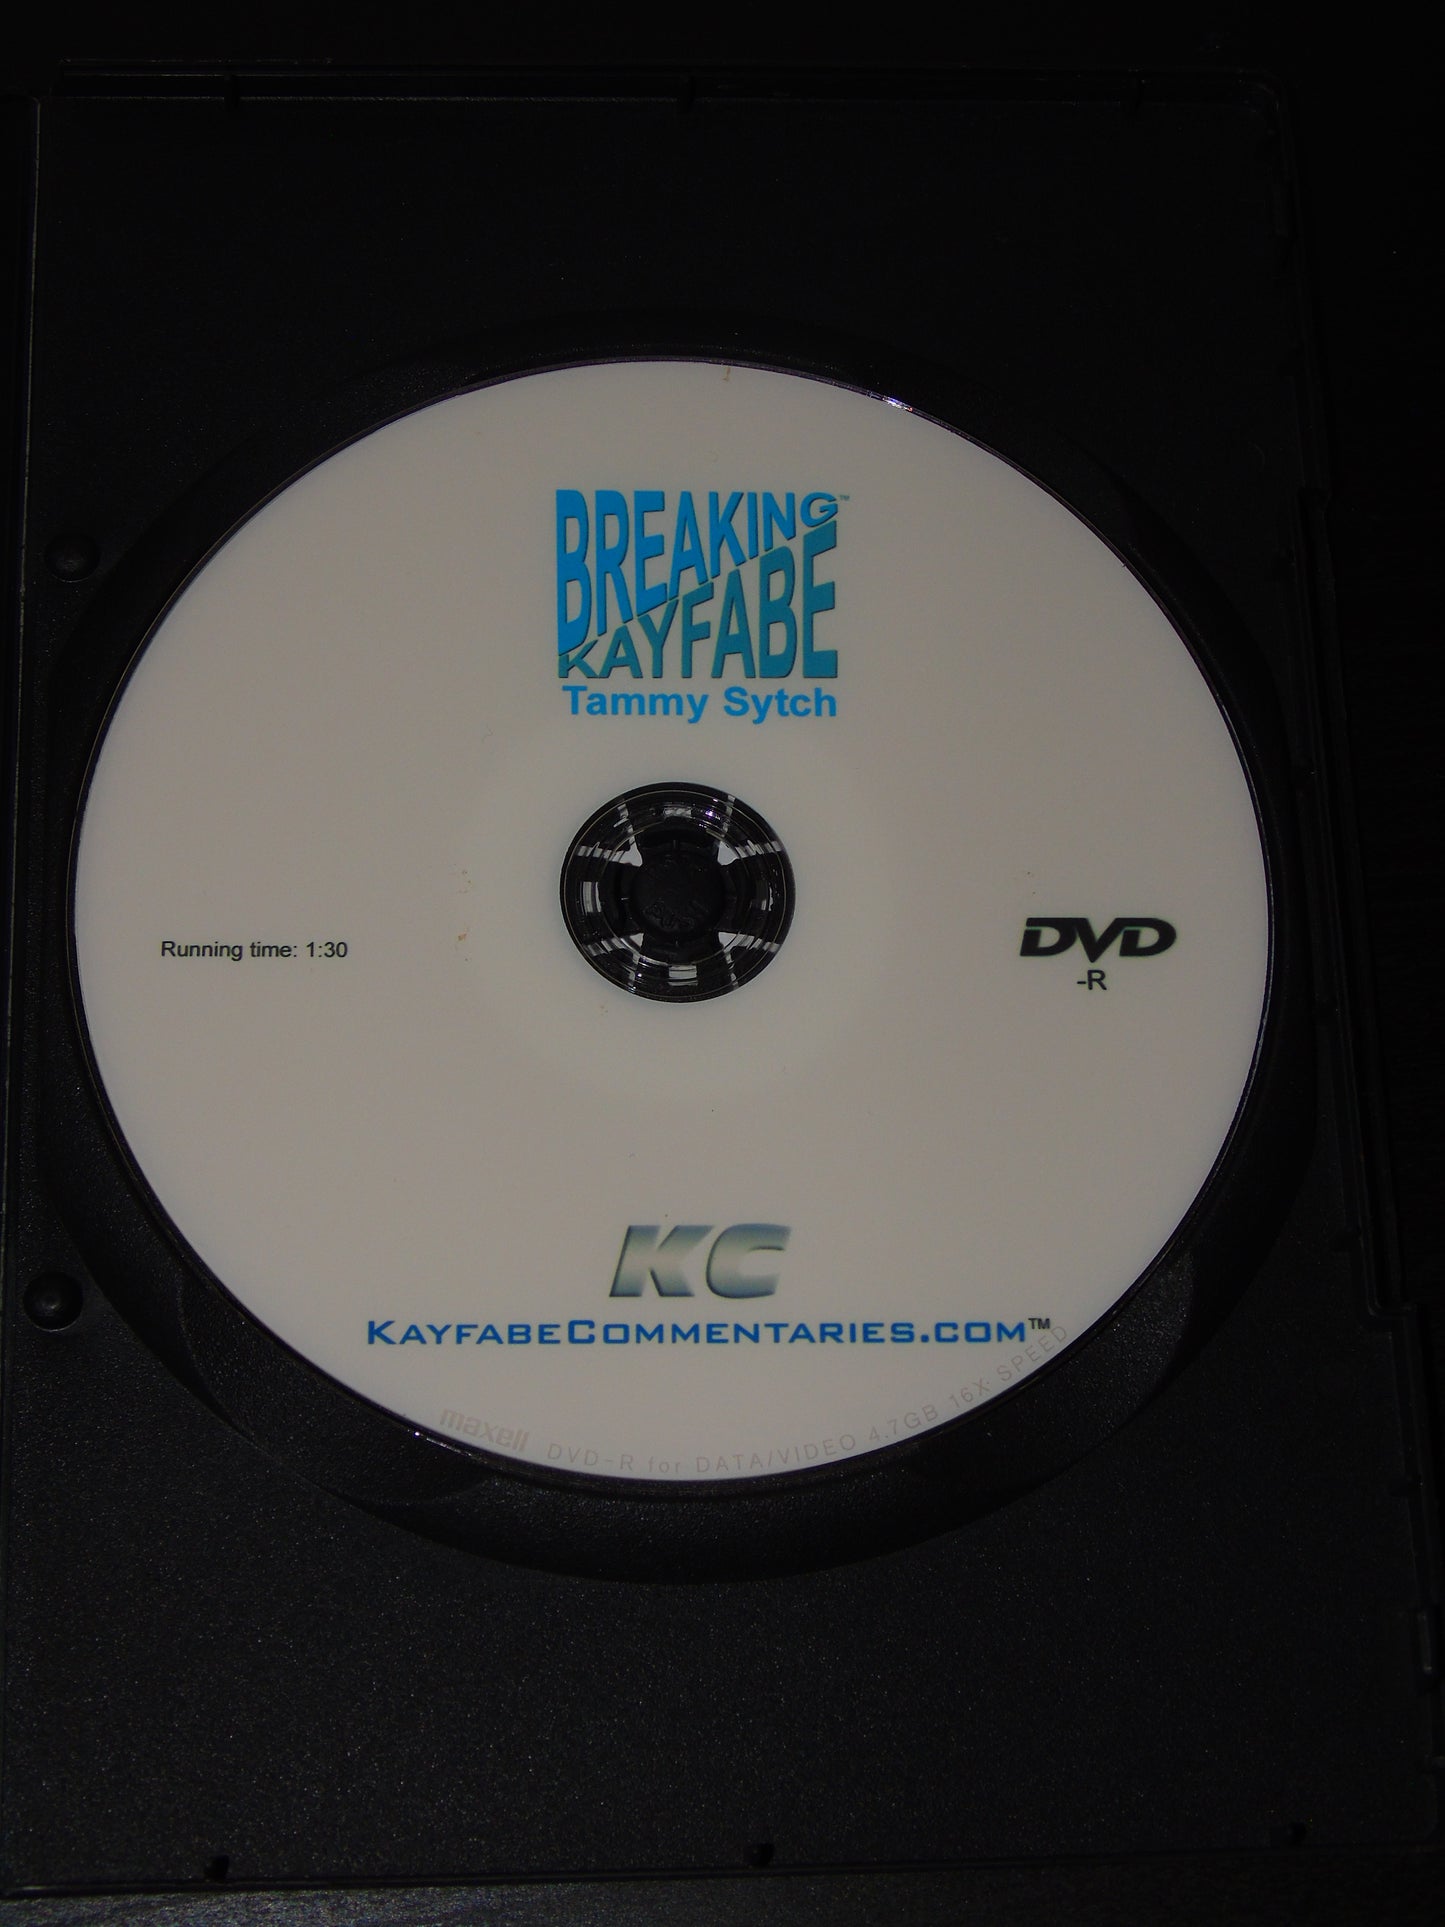 BREAKING™
KAYFABE
Tammy Sytch
Running time: 1:30
DVD
-R
KC
KAYFABECOMMENTARIES.COM™
maxell DVD-R for DATA/VIDEO 4.7GB 16X SPEED
PUSH